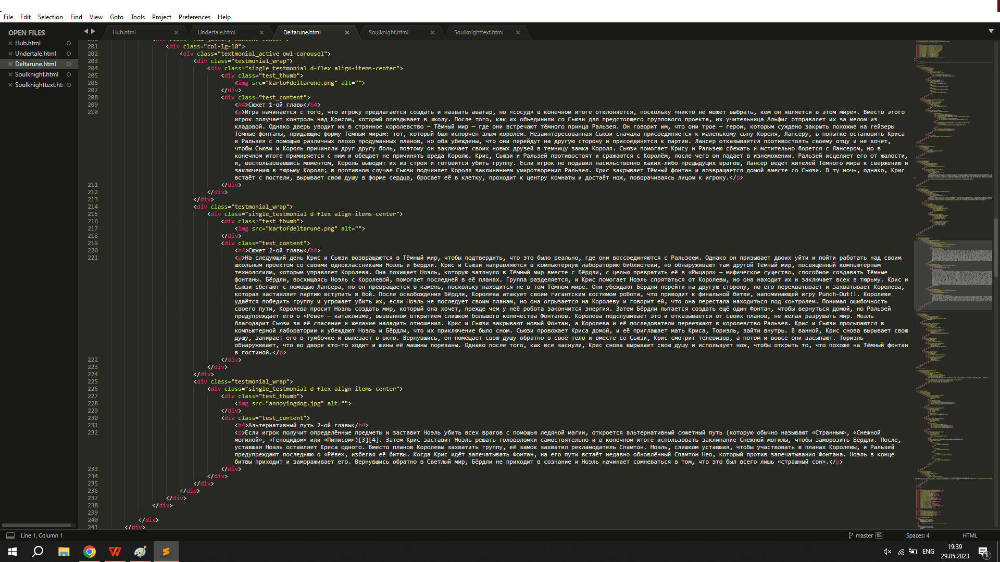 File Edit Selection Find View Goto Tools Project Preferences Help
OPEN FILES
Hub.html
Undertale.html
Deltarune.html
Soulknight.html
Soulknighttext.htm
Hub.html Undertale.html Deltarune.html Soulknight.html Soulknighttext.html
200 <div class="row justify-content-center">
201 <div class="col-lg-10">
202 <div class="textmonial_active owl-carousel">
203 <div class="testmonial_wrap">
204 <div class="single_testmonial d-flex align-items-center">
205 <div class="test_thumb">
206 <img src="kartofdeltarune.png" alt="">
207 </div>
208 <div class="test_content">
209 <h4>Сюжет 1-ой главы</h4>
210 <p>Игра начинается с того, что игроку предлагается создать и назвать аватар, но «сосуд» в конечном итоге отклоняется, поскольку «никто не может выбрать, кем он является в этом мире». Вместо этого
игрок получает контроль над Крисом, который опаздывает в школу. После того, как их объединили со Сьюзи для предстоящего группового проекта, их учительница Альфис отправляет их за мелом из
кладовой. Однако дверь уводит их в странное королевство — Тёмный мир — где они встречают тёмного принца Ральзея. Он говорит им, что они трое — герои, которым суждено закрыть похожие на гейзеры
Тёмные фонтаны, придающие форму Тёмным мирам: тот, который был испорчен злым королём. Незаинтересованная Сьюзи сначала присоединяется к маленькому сыну Короля, Лансеру, в попытке остановить Криса
и Ральзея с помощью различных плохо продуманных планов, но оба убеждены, что они перейдут на другую сторону и присоединятся к партии. Лансер отказывается противостоять своему отцу и не хочет,
чтобы Сьюзи и Король причиняли друг другу боль, поэтому он заключает своих новых друзей в темницу замка Короля. Сьюзи помогает Крису и Ральзею сбежать и мстительно борется с Лансером, но в
конечном итоге примиряется с ним и обещает не причинять вреда Королю. Крис, Сьюзи и Ральзей противостоят и сражаются с Королём, после чего он падает в изнеможении. Ральзей исцеляет его от жалости,
и, воспользовавшись моментом, Король выводит их из строя и готовится убить группу. Если игрок не подавил насильственно каких-либо предыдущих врагов, Лансер ведёт жителей Тёмного мира к свержению и
заключению в тюрьму Короля; в противном случае Сьюзи подчиняет Короля заклинанием умиротворения Ральзея. Крис закрывает Тёмный фонтан и возвращается домой вместе со Сьюзи. В ту ночь, однако, Крис
встаёт с постели, вырывает свою душу в форме сердца, бросает её в клетку, проходит к центру комнаты и достаёт нож, поворачиваясь лицом к игроку.</p>
211 </div>
212 </div>
213 </div>
214 <div class="testmonial_wrap">
215 <div class="single_testmonial d-flex align-items-center">
216 <div class="test_thumb">
217 <img src="kartofdeltarune.png" alt="">
218 </div>
219 <div class="test_content">
220 <h4>Сюжет 2-ой главы</h4>
221 <p>На следующий день Крис и Сьюзи возвращаются в Тёмный мир, чтобы подтвердить, что это было реально, где они воссоединяются с Ральзеем. Однако он призывает двоих уйти и пойти работать над своим
школьным проектом со своими одноклассниками Ноэль и Бёрдли. Крис и Сьюзи направляются в компьютерную лабораторию библиотеки, но обнаруживают там другой Тёмный мир, посвящённый компьютерным
технологиям, которым управляет Королева. Она похищает Ноэль, которую затянуло в Тёмный мир вместе с Бёрдли, с целью превратить её в «Рыцаря» — мифическое существо, способное создавать Тёмные
фонтаны. Бёрдли, восхищаясь Ноэль с Королевой, помогает последней в её планах. Группа разделяется, и Крис помогает Ноэль спрятаться от Королевы, но она находит их и заключает всех в тюрьму. Крис и
Сьюзи сбегают с помощью Лансера, но он превращается в камень, поскольку находится не в том Тёмном мире. Они убеждают Бёрдли перейти на другую сторону, но его перехватывает и захватывает Королева,
которая заставляет партию вступить в бой. После освобождения Бёрдли, Королева атакует своим гигантским костюмом робота, что приводит к финальной битве, напоминающей игру Punch-Out!!. Королеве
удаётся победить группу и угрожает убить их, если Ноэль не последует своим планам, но она огрызается на Королеву и говорит ей, что она перестала находиться под контролем. Понимая ошибочность
своего пути, Королева просит Ноэль создать мир, который она хочет, прежде чем у неё робота закончится энергия. Затем Бёрдли пытается создать ещё один Фонтан, чтобы вернуться домой, но Ральзей
предупреждает его о «Рёве» — катаклизме, вызванном открытием слишком большого количества Фонтанов. Королева подслушивает это и отказывается от своих планов, не желая разрушать мир. Ноэль
благодарит Сьюзи за её спасение и желание наладить отношения. Крис и Сьюзи закрывают новый Фонтан, а Королева и её последователи переезжают в королевство Ральзея. Крис и Сьюзи просыпаются в
компьютерной лаборатории и убеждают Ноэль и Бёрдли, что их приключение было сном. Сьюзи провожает Криса домой, и её приглашает мать Криса, Ториэль, зайти внутрь. В ванной, Крис снова вырывает свою
душу, запирает его в тумбочке и вылезает в окно. Вернувшись, он помещает свою душу обратно в своё тело и вместе со Сьюзи, Крис смотрит телевизор, а потом и вовсе они засыпают. Ториэль
обнаруживает, что во дворе кто-то ходит и шины её машины порезаны. Однако после того, как все заснули, Крис снова вырывает свою душу и использует нож, чтобы открыть то, что похоже на Тёмный фонтан
в гостиной.</p>
222 </div>
223 </div>
224 </div>
225 <div class="testmonial_wrap">
226 <div class="single_testmonial d-flex align-items-center">
227 <div class="test_thumb">
228 <img src="annoyingdog.jpg" alt="">
229 </div>
230 <div class="test_content">
231 <h4>Альтернативный путь 2-ой главы</h4>
232 <p>Если игрок получит определённые предметы и заставит Ноэль убить всех врагов с помощью ледяной магии, откроется альтернативный сюжетный путь (которую обычно называют «Странным», «Снежной
могилой», «Геноцидом» или «Пиписом»)[3][4]. Затем Крис заставит Ноэль решать головоломки самостоятельно и в конечном итоге использовать заклинание Снежной могилы, чтобы заморозить Бёрдли. После,
уставшая Ноэль оставляет Криса одного. Вместо планов Королевы захватить группу, её замок захватил рекламодатель Спамтон. Ноэль, слишком уставшая, чтобы участвовать в планах Королевы, и Ральзей
предупреждают последнюю о «Рёве», избегая её битвы. Когда Крис идёт запечатывать Фонтан, на его пути встаёт недавно обновлённый Спамтон Нео, который против запечатывания Фонтана. Ноэль в конце
битвы приходит и замораживает его. Вернувшись обратно в Светлый мир, Бёрдли не приходит в сознание и Ноэль начинает сомневаться в том, что это был всего лишь «страшный сон».</p>
233 </div>
234 </div>
235 </div>
236 </div>
237 </div>
238 </div>
239
240 </div>
241 </div>
Line 1, Column 1 master 68 Spaces: 4 HTML
ENG 19:39
29.05.2023 1